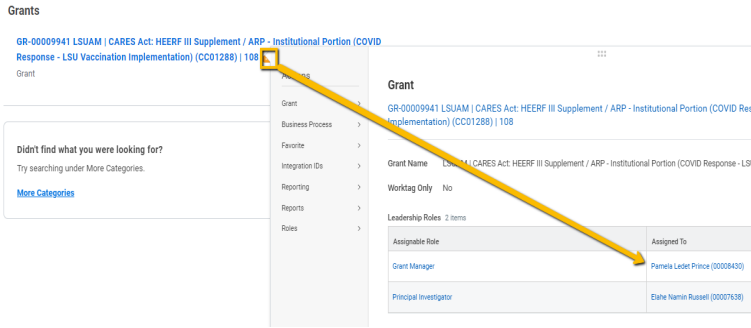 Grants
GR-00009941 LSUAM | CARES Act: HEERF III Supplement / ARP - Institutional Portion (COVID
Response - LSU Vaccination Implementation) (CC01288) | 108
Grant
Didn't find what you were looking for?
Try searching under More Categories.
More Categories
Actions
Grant
Business Process
Favorite
Integration IDs
Reporting
Reports
Roles
Grant
GR-00009941 LSUAM | CARES Act: HEERF III Supplement / ARP - Institutional Portion (COVID Res
Implementation) (CC01288) | 108
Grant Name LSUAM | CARES Act: HEERF III Supplement / ARP - Institutional Portion (COVID Response - LSU
Worktag Only No
Leadership Roles 2 items
Assignable Role Assigned To
Grant Manager Pamela Ledet Prince (00008430)
Principal Investigator Elahe Namin Russell (00007638)